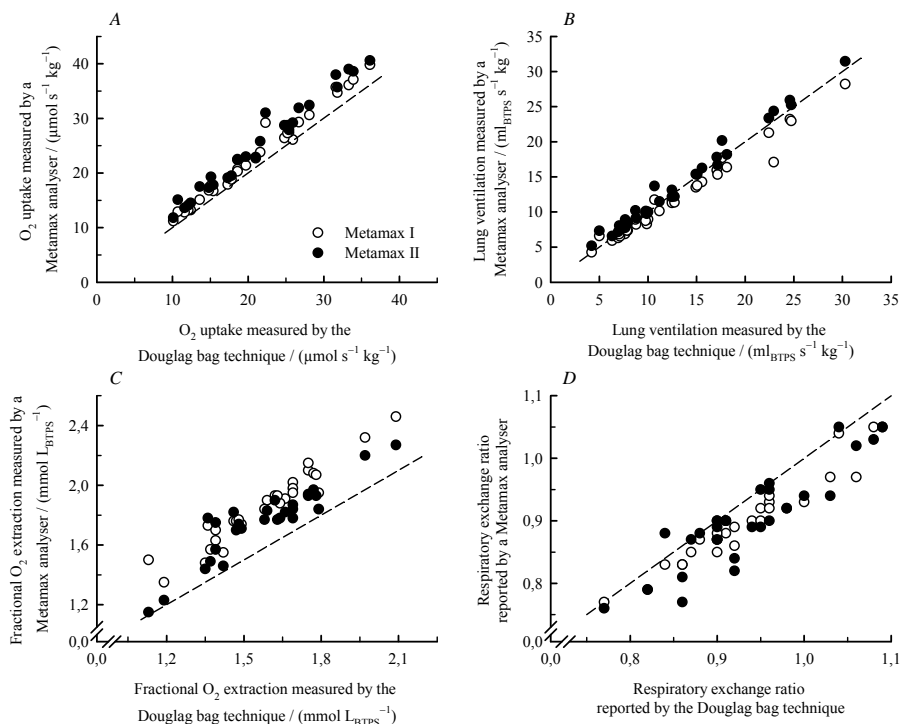 A
O₂ uptake measured by a
Metamax analyser / (μmol s⁻¹ kg⁻¹)
50
40
30
20
10
0
Metamax I
Metamax II
0 10 20 30 40
O₂ uptake measured by the
Douglag bag technique / (μmol s⁻¹ kg⁻¹)
B
Lung ventilation measured by a
Metamax analyser / (mlBTPS s⁻¹ kg⁻¹)
35
30
25
20
15
10
5
0
0 5 10 15 20 25 30 35
Lung ventilation measured by the
Douglag bag technique / (mlBTPS s⁻¹ kg⁻¹)
C
Fractional O₂ extraction measured by a
Metamax analyser / (mmol LBTPS⁻¹)
2,4
2,0
1,6
1,2
0,0
0,0 1,2 1,5 1,8 2,1
Fractional O₂ extraction measured by the
Douglag bag technique / (mmol LBTPS⁻¹)
D
Respiratory exchange ratio
reported by a Metamax analyser
1,1
1,0
0,9
0,8
0,7
0,0
0,0 0,8 0,9 1,0 1,1
Respiratory exchange ratio
reported by the Douglag bag technique